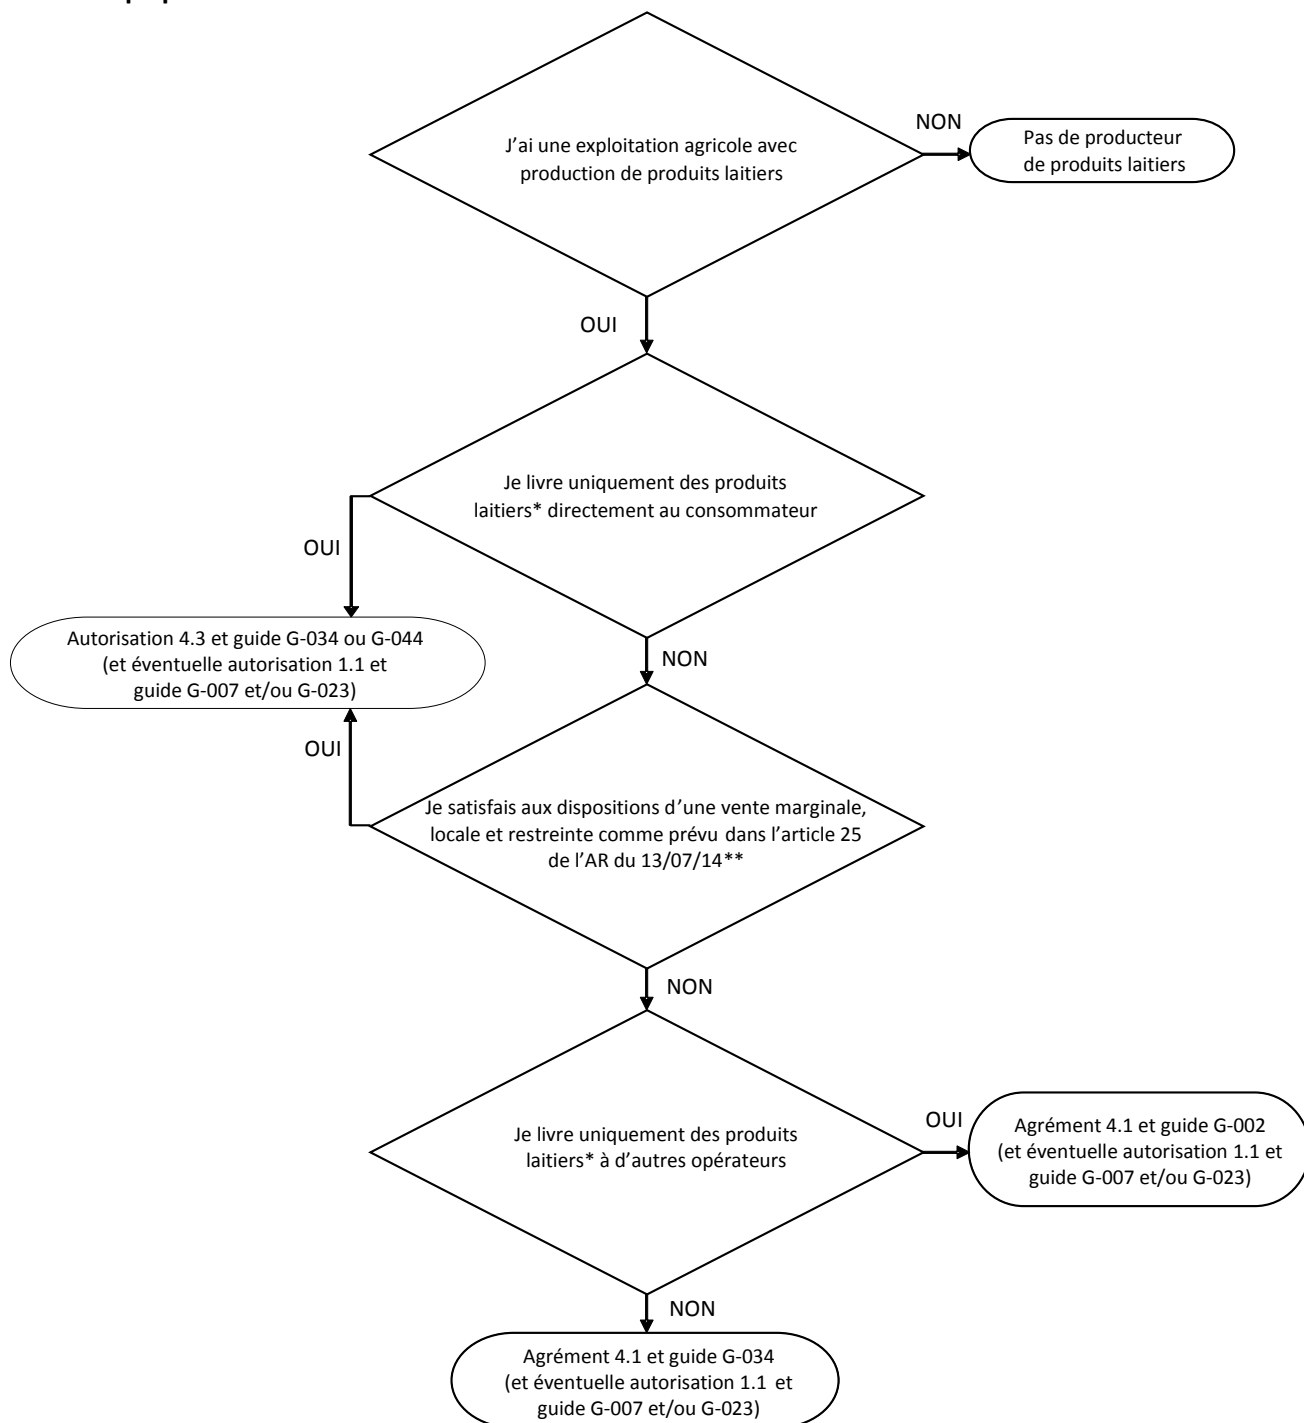 J'ai une exploitation agricole avec
production de produits laitiers
NON
Pas de producteur
de produits laitiers
OUI
Je livre uniquement des produits
laitiers* directement au consommateur
OUI
Autorisation 4.3 et guide G-034 ou G-044
(et éventuelle autorisation 1.1 et
guide G-007 et/ou G-023)
NON
OUI
Je satisfais aux dispositions d'une vente marginale,
locale et restreinte comme prévu dans l'article 25
de l'AR du 13/07/14**
NON
Je livre uniquement des produits
laitiers* à d'autres opérateurs
OUI
Agrément 4.1 et guide G-002
(et éventuelle autorisation 1.1 et
guide G-007 et/ou G-023)
NON
Agrément 4.1 et guide G-034
(et éventuelle autorisation 1.1 et
guide G-007 et/ou G-023)